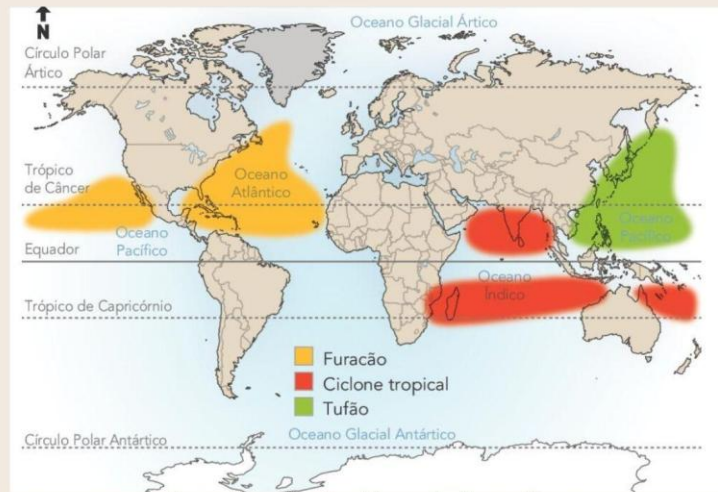 N
Oceano Glacial Ártico
Círculo Polar
Ártico
Trópico
de Câncer
Oceano
Atlântico
Oceano
Pacífico
Oceano
Pacífico
Equador
Oceano
Índico
Trópico de Capricórnio
Furacão
Ciclone tropical
Tufão
Círculo Polar Antártico
Oceano Glacial Antártico